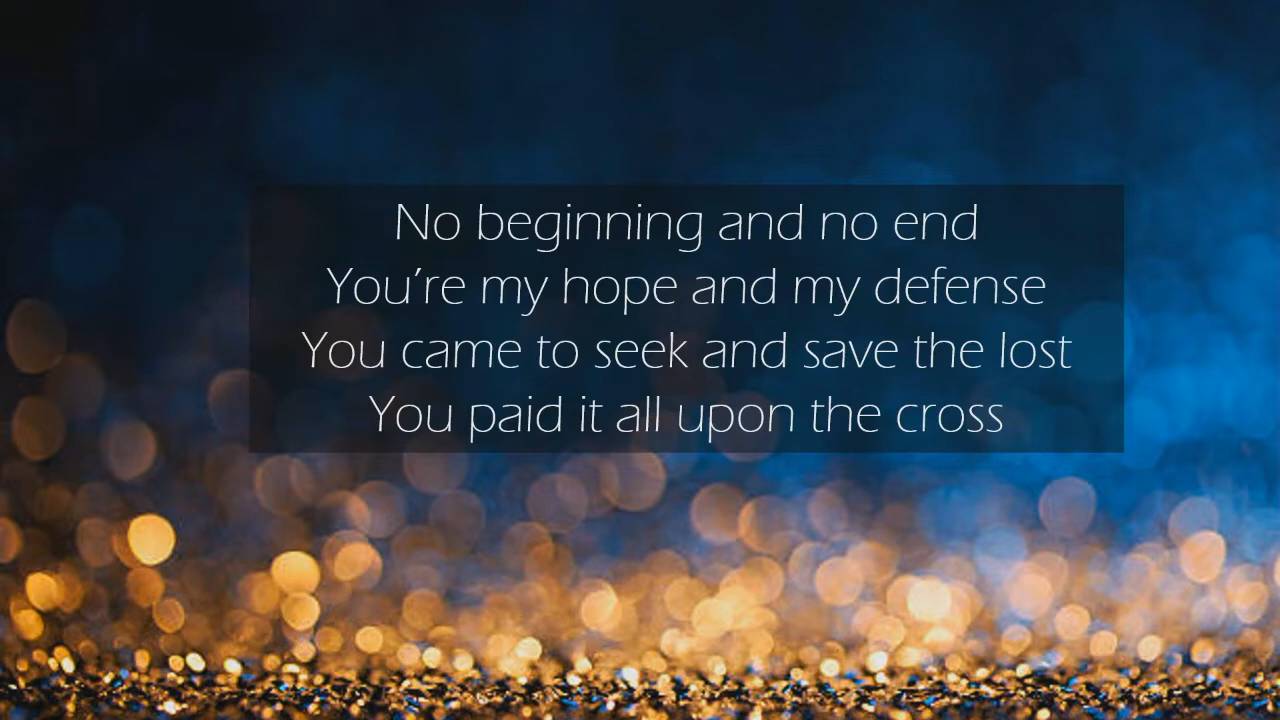 No beginning and no end
You’re my hope and my defense
You came to seek and save the lost
You paid it all upon the cross